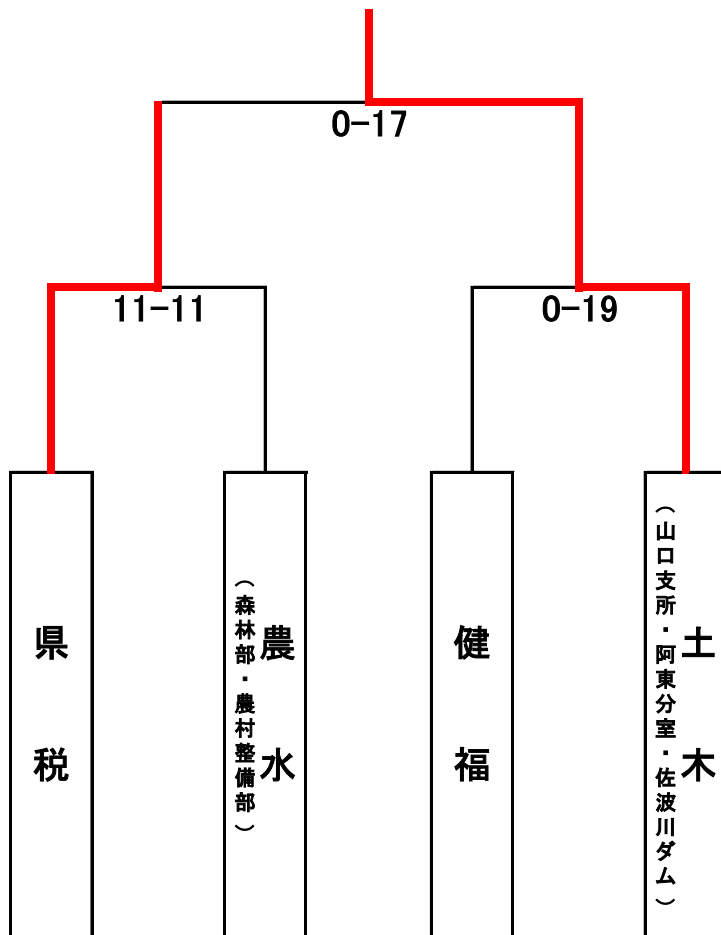 0-17
11-11
0-19
県税
農水
(森林部・農村整備部)
健福
土木
(山口支所・阿東分室・佐波川ダム)